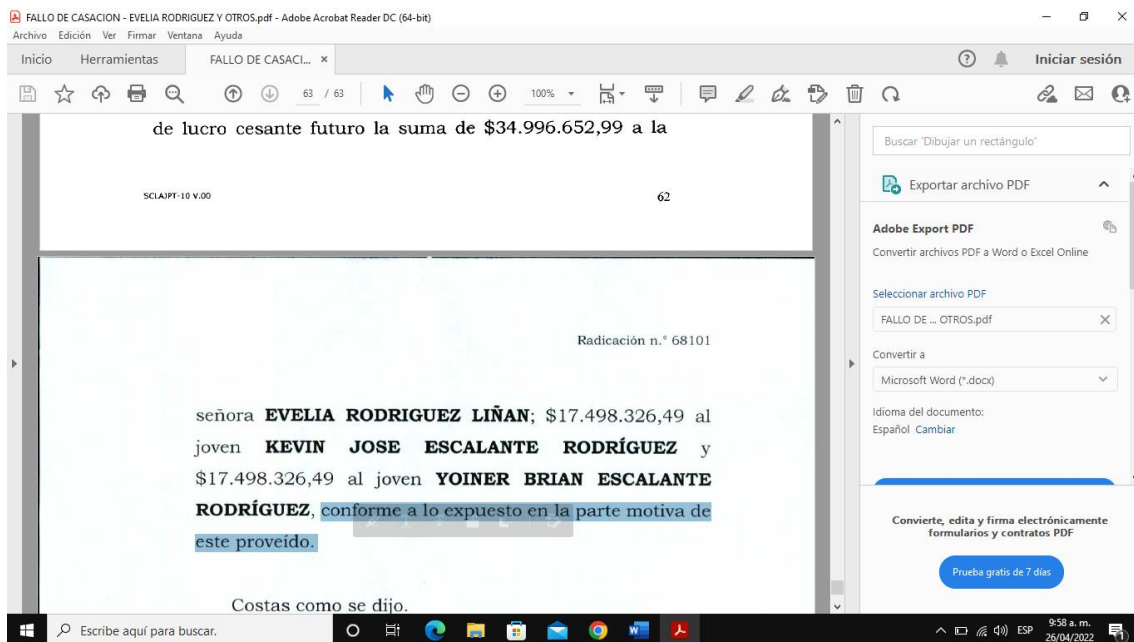 FALLO DE CASACION - EVELIA RODRIGUEZ Y OTROS.pdf - Adobe Acrobat Reader DC (64-bit)
Archivo Edición Ver Firmar Ventana Ayuda
Inicio Herramientas FALLO DE CASACI... × Iniciar sesión
63 / 63 100%
de lucro cesante futuro la suma de $34.996.652,99 a la
SCLAJPT-10 V.00 62
Radicación n.° 68101
señora EVELIA RODRIGUEZ LIÑAN; $17.498.326,49 al
joven KEVIN JOSE ESCALANTE RODRÍGUEZ y
$17.498.326,49 al joven YOINER BRIAN ESCALANTE
RODRÍGUEZ, conforme a lo expuesto en la parte motiva de
este proveído.
Costas como se dijo.
Buscar 'Dibujar un rectángulo'
Exportar archivo PDF
Adobe Export PDF
Convertir archivos PDF a Word o Excel Online
Seleccionar archivo PDF
FALLO DE ... OTROS.pdf
Convertir a
Microsoft Word (*.docx)
Idioma del documento:
Español Cambiar
Convierte, edita y firma electrónicamente
formularios y contratos PDF
Prueba gratis de 7 días
Escribe aquí para buscar.
ESP
9:58 a. m.
26/04/2022